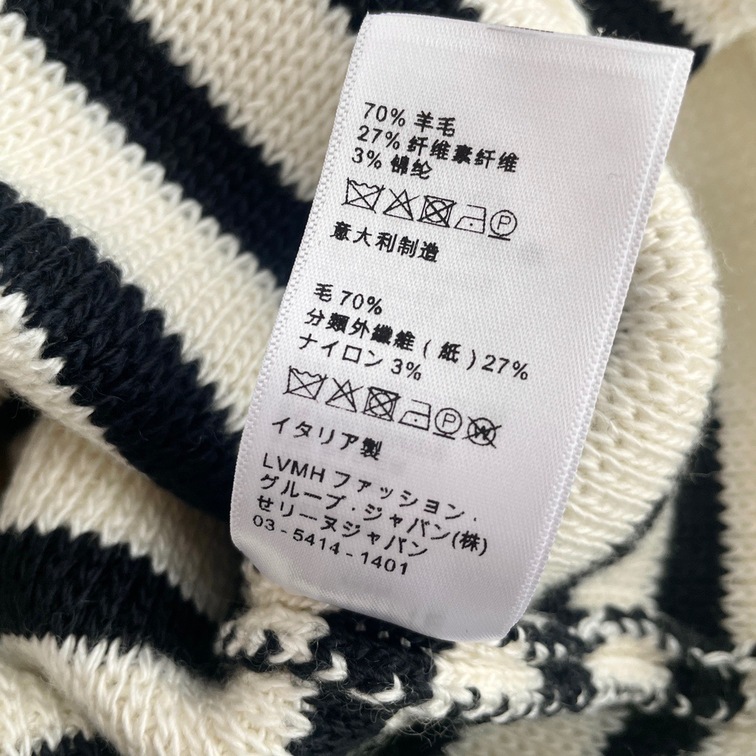 70% 羊毛
27% 纤维素纤维
3% 锦纶
P
意大利制造
毛 70%
分類外繊維 ( 紙 ) 27%
ナイロン 3%
P W
イタリア製
LVMH ファッション .
グループ . ジャパン(株)
セリーヌジャパン
03 - 5414 - 1401